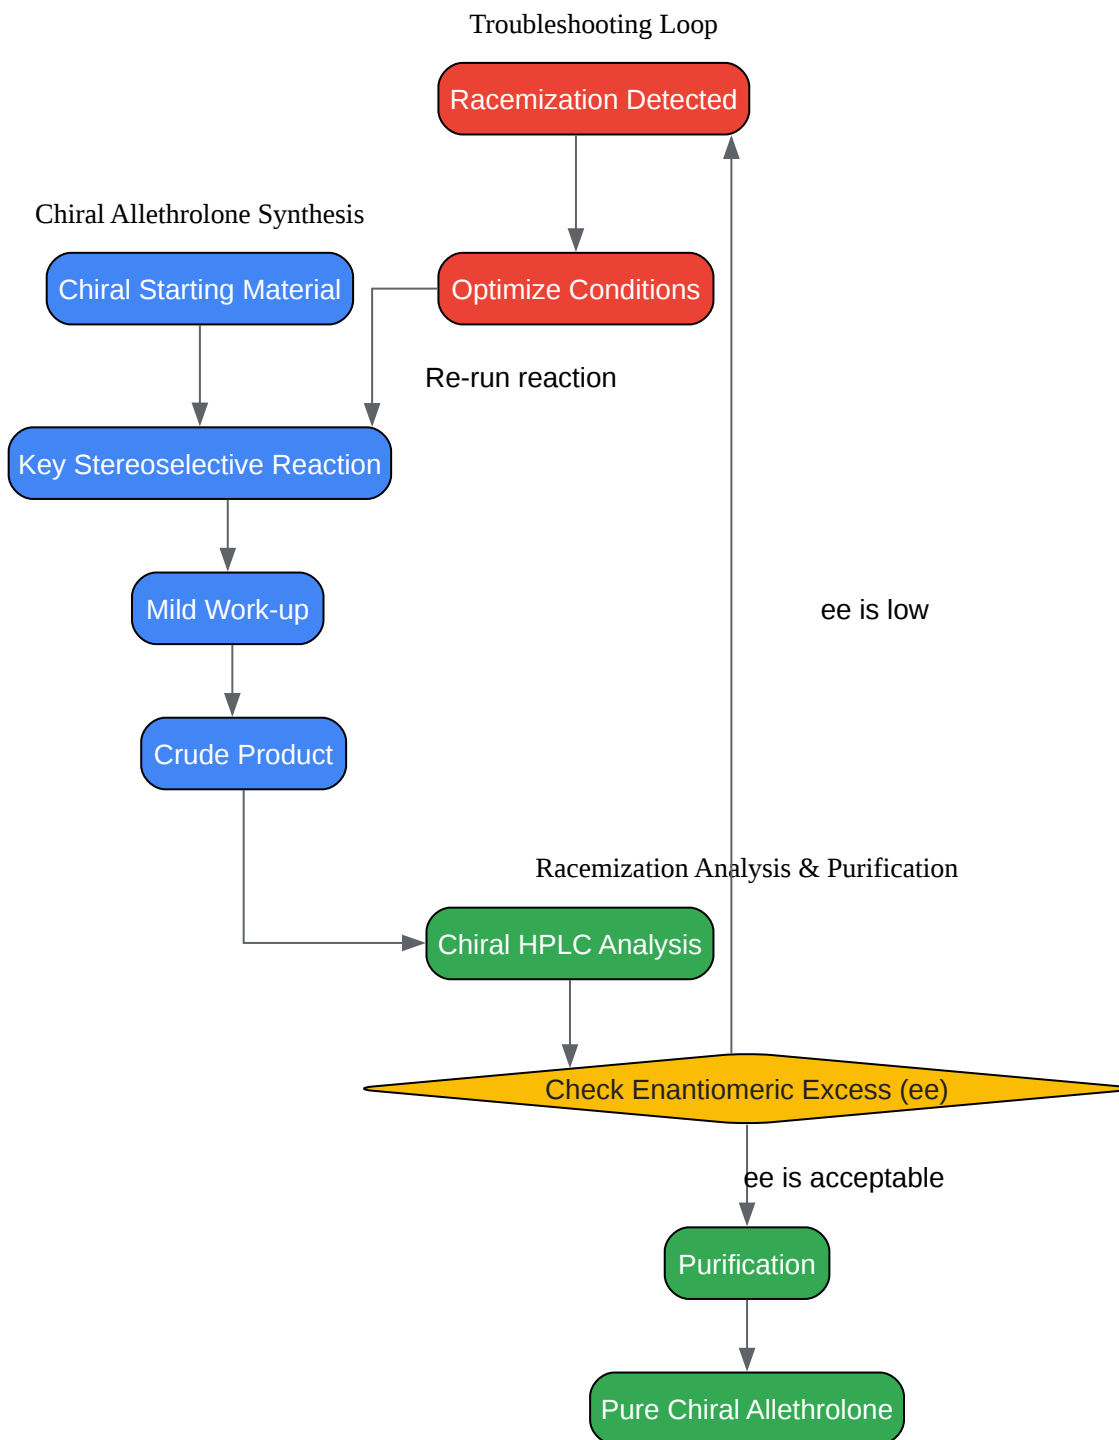 Troubleshooting Loop
Racemization Detected
Chiral Allethrolone Synthesis
Chiral Starting Material
Optimize Conditions
Re-run reaction
Key Stereoselective Reaction
Mild Work-up
ee is low
Crude Product
Racemization Analysis & Purification
Chiral HPLC Analysis
Check Enantiomeric Excess (ee)
ee is acceptable
Purification
Pure Chiral Allethrolone